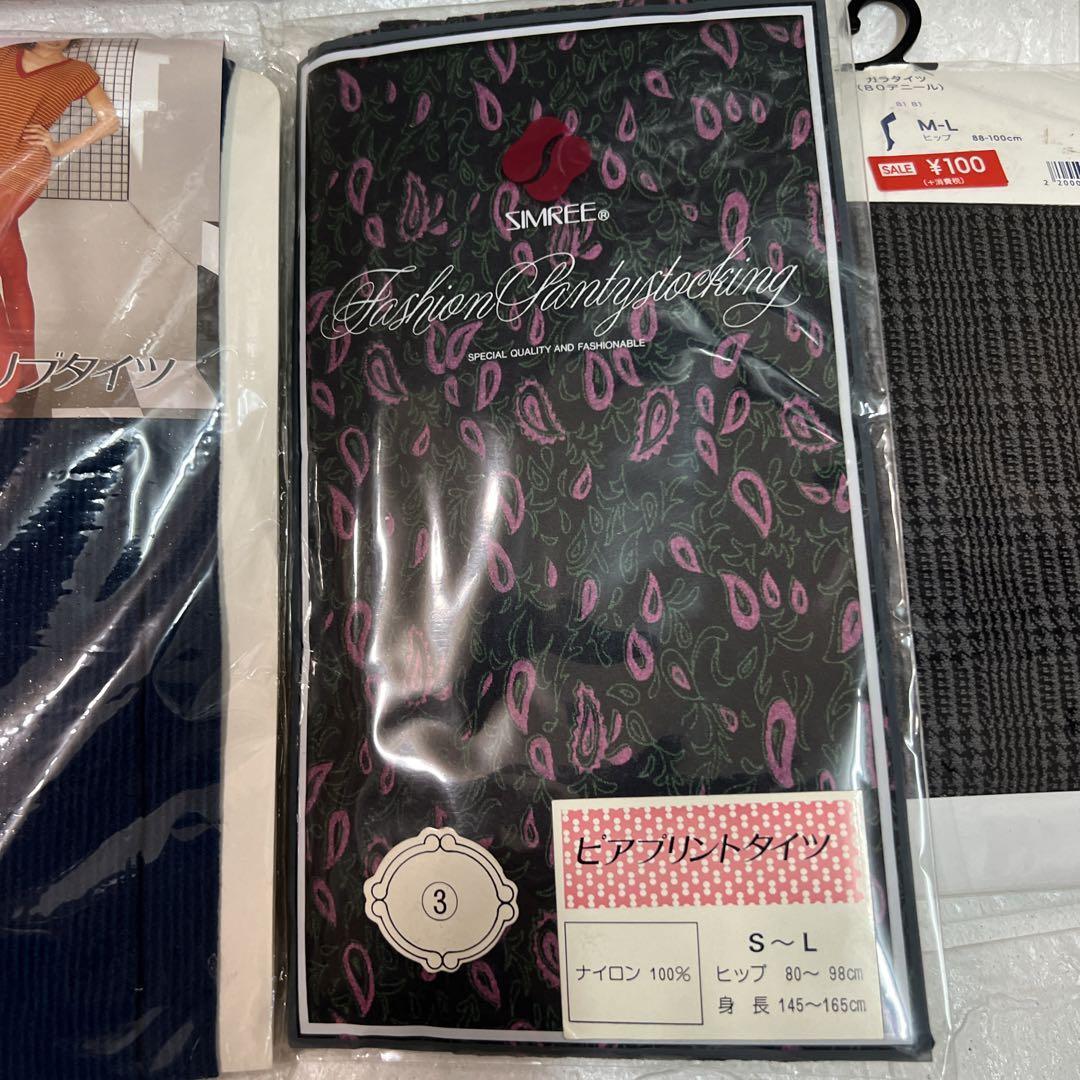 リブタイツ
SIMREE®
Fashion Pantystocking
SPECIAL QUALITY AND FASHIONABLE
③
ピアプリントタイツ
ナイロン 100%
S～L
ヒップ 80～ 98cm
身 長 145～165cm
ガラタイツ
(80デニール)
81 81
M-L
ヒップ 88-100cm
SALE ¥100
(+消費税)